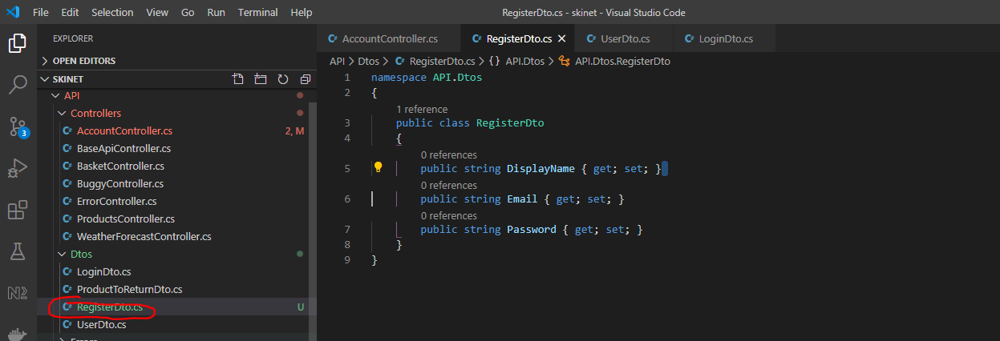 File Edit Selection View Go Run Terminal Help RegisterDto.cs - skinet - Visual Studio Code
EXPLORER
OPEN EDITORS
SKINET
API
Controllers
AccountController.cs 2, M
BaseApiController.cs
BasketController.cs
BuggyController.cs
ErrorController.cs
ProductsController.cs
WeatherForecastController.cs
Dtos
LoginDto.cs
ProductToReturnDto.cs
RegisterDto.cs U
UserDto.cs
3
AccountController.cs RegisterDto.cs UserDto.cs LoginDto.cs
API > Dtos > RegisterDto.cs > {} API.Dtos > API.Dtos.RegisterDto
1 namespace API.Dtos
2 {
1 reference
3 public class RegisterDto
4 {
0 references
5 public string DisplayName { get; set; }
0 references
6 public string Email { get; set; }
0 references
7 public string Password { get; set; }
8 }
9 }